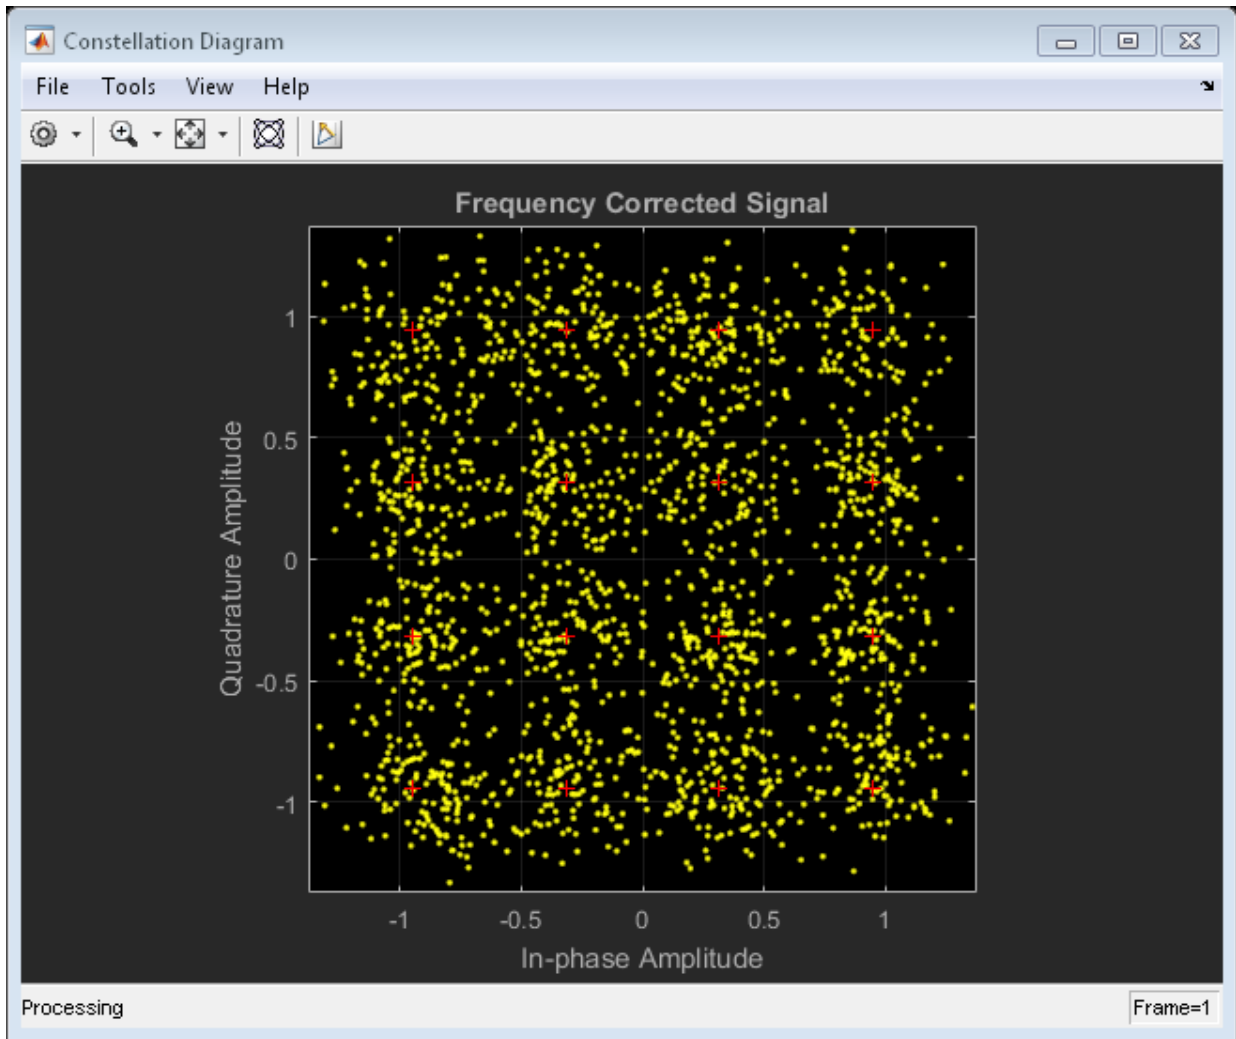 Constellation Diagram
File Tools View Help
Frequency Corrected Signal
Quadrature Amplitude
1
0.5
0
-0.5
-1
-1 -0.5 0 0.5 1
In-phase Amplitude
Processing Frame=1